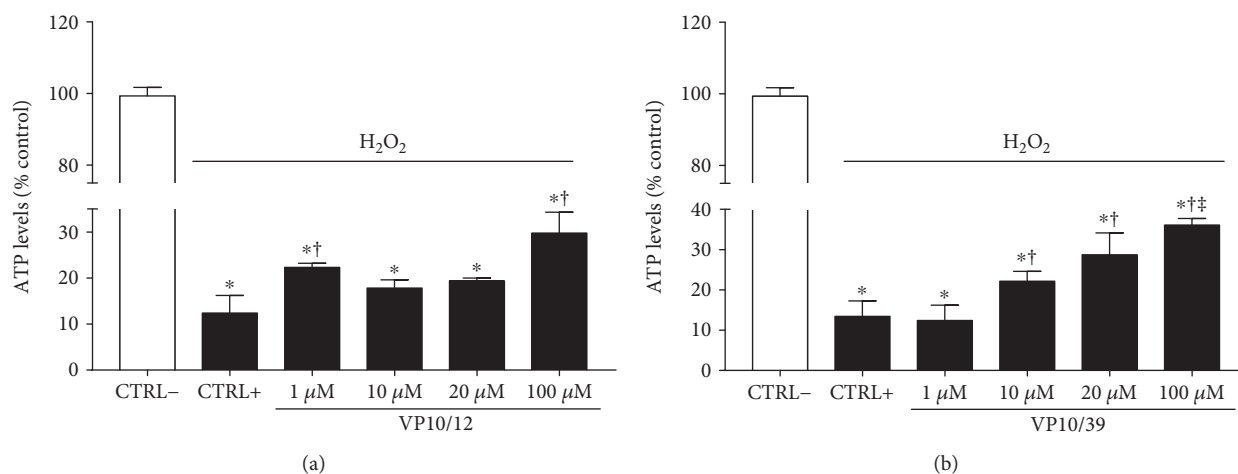 ATP levels (% control)
120
100
80
30
20
10
0
H₂O₂
*
*†
*
*
*†
CTRL−
CTRL+
1 μM
10 μM
20 μM
100 μM
VP10/12
(a)
ATP levels (% control)
120
100
80
40
30
20
10
0
H₂O₂
*
*
*†
*†
*†‡
CTRL−
CTRL+
1 μM
10 μM
20 μM
100 μM
VP10/39
(b)